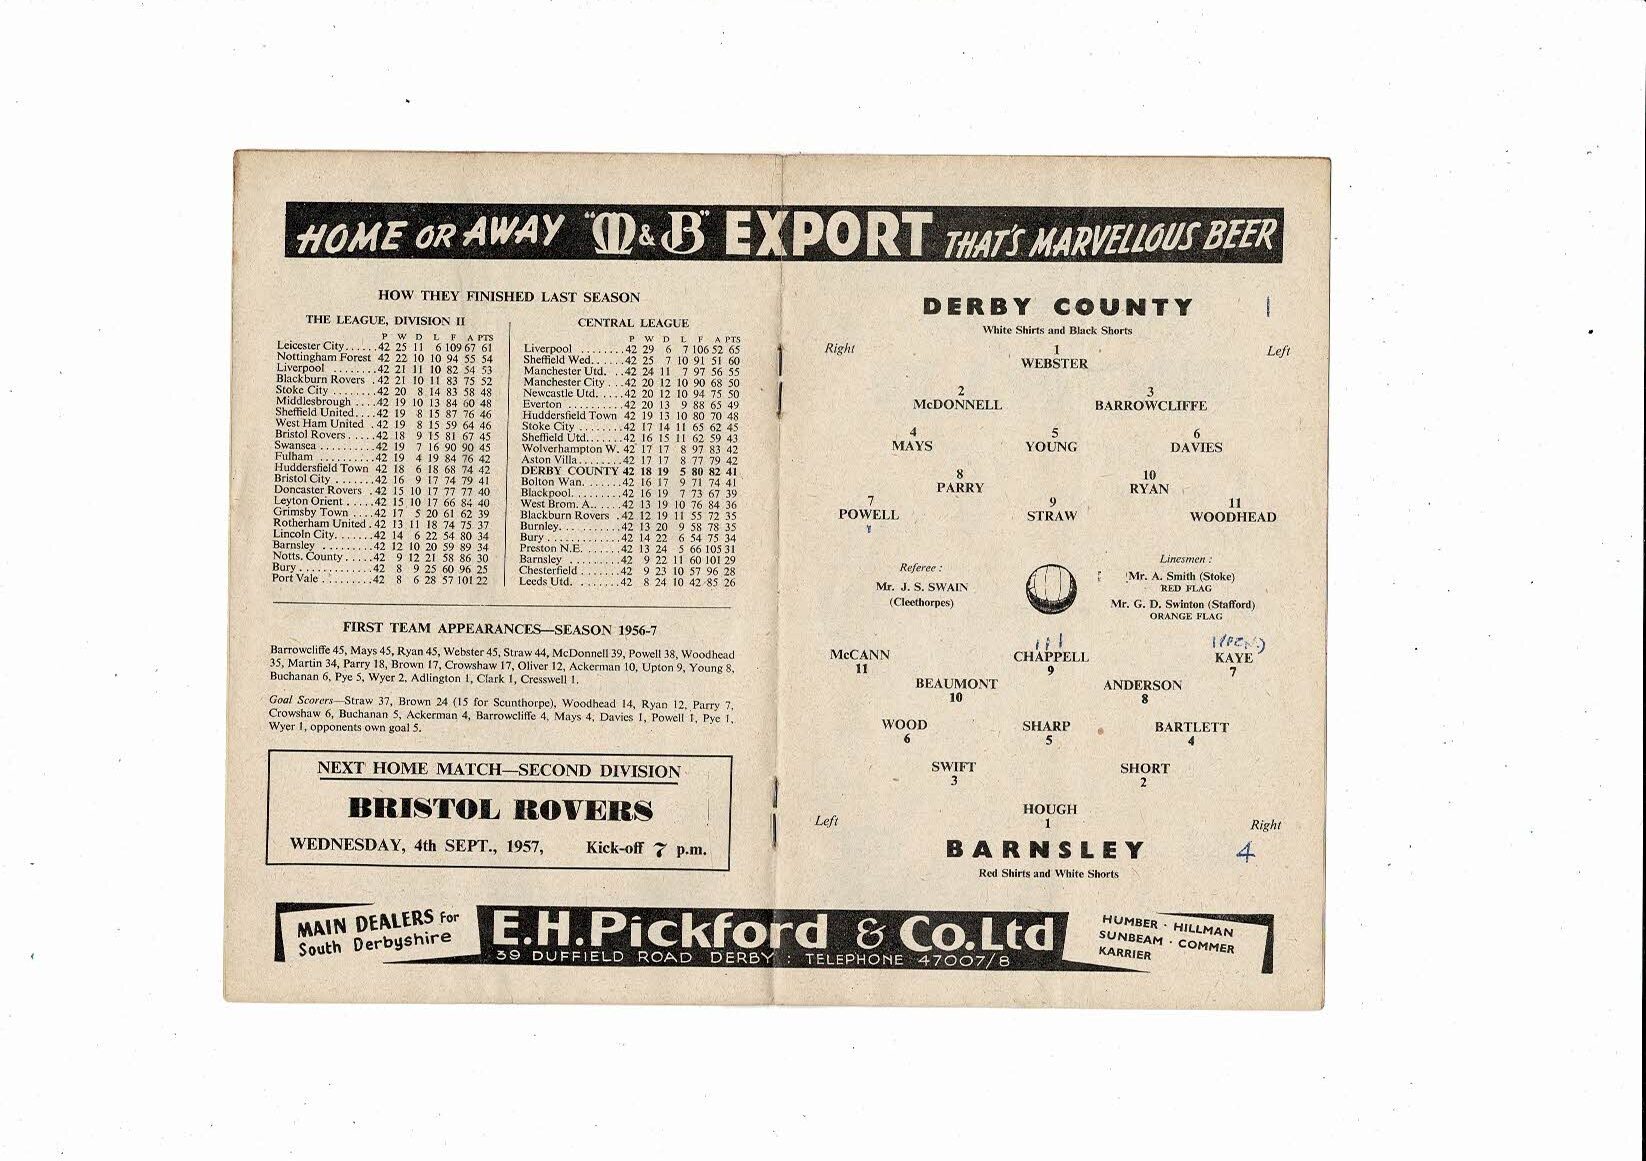 HOME OR AWAY "M & B" EXPORT THAT'S MARVELLOUS BEER
HOW THEY FINISHED LAST SEASON
THE LEAGUE, DIVISION II
P W D L F A PTS
Leicester City......42 25 11 6 109 67 61
Nottingham Forest 42 22 10 10 94 55 54
Liverpool ........42 21 11 10 82 54 53
Blackburn Rovers .42 21 10 11 83 75 52
Stoke City ........42 20 8 14 83 58 48
Middlesbrough ....42 19 10 13 84 60 48
Sheffield United....42 19 8 15 87 76 46
West Ham United .42 19 8 15 59 64 46
Bristol Rovers.....42 18 9 15 81 67 45
Swansea ..........42 19 7 16 90 90 45
Fulham ..........42 19 4 19 84 76 42
Huddersfield Town 42 18 6 18 68 74 42
Bristol City .......42 16 9 17 74 79 41
Doncaster Rovers .42 15 10 17 77 77 40
Leyton Orient .....42 15 10 17 66 84 40
Grimsby Town ....42 17 5 20 61 62 39
Rotherham United.42 13 11 18 74 75 37
Lincoln City.......42 14 6 22 54 80 34
Barnsley .........42 12 10 20 59 89 34
Notts. County.....42 9 12 21 58 86 30
Bury.............42 8 9 25 60 96 25
Port Vale.........42 8 6 28 57 101 22
CENTRAL LEAGUE
P W D L F A PTS
Liverpool ........42 29 6 7 106 52 65
Sheffield Wed......42 25 7 10 91 51 60
Manchester Utd. ..42 24 11 7 97 56 55
Manchester City ...42 20 12 10 90 68 50
Newcastle Utd.....42 20 12 10 94 75 50
Everton ..........42 20 13 9 88 65 49
Huddersfield Town 42 19 13 10 80 70 48
Stoke City ........42 17 14 11 65 62 45
Sheffield Utd.......42 16 15 11 62 59 43
Wolverhampton W. 42 17 17 8 97 83 42
Aston Villa........42 17 17 8 77 79 42
DERBY COUNTY 42 18 19 5 80 82 41
Bolton Wan. ......42 16 17 9 71 74 41
Blackpool.........42 16 19 7 73 67 39
West Brom. A......42 13 19 10 76 84 36
Blackburn Rovers .42 12 19 11 55 72 35
Burnley...........42 13 20 9 58 78 35
Bury.............42 14 22 6 54 75 34
Preston N.E. ......42 13 24 5 66 105 31
Barnsley .........42 9 22 11 60 101 29
Chesterfield .......42 9 23 10 57 96 28
Leeds Utd. .......42 8 24 10 42 85 26
FIRST TEAM APPEARANCES—SEASON 1956-7
Barrowcliffe 45, Mays 45, Ryan 45, Webster 45, Straw 44, McDonnell 39, Powell 38, Woodhead
35, Martin 34, Parry 18, Brown 17, Crowshaw 17, Oliver 12, Ackerman 10, Upton 9, Young 8,
Buchanan 6, Pye 5, Wyer 2, Adlington 1, Clark 1, Cresswell 1.
Goal Scorers—Straw 37, Brown 24 (15 for Scunthorpe), Woodhead 14, Ryan 12, Parry 7,
Crowshaw 6, Buchanan 5, Ackerman 4, Barrowcliffe 4, Mays 4, Davies 1, Powell 1, Pye 1,
Wyer 1, opponents own goal 5.
NEXT HOME MATCH—SECOND DIVISION
BRISTOL ROVERS
WEDNESDAY, 4th SEPT., 1957, Kick-off 7 p.m.
DERBY COUNTY 1
White Shirts and Black Shorts
Right Left
1
WEBSTER
2 3
McDONNELL BARROWCLIFFE
4 5 6
MAYS YOUNG DAVIES
8 10
PARRY RYAN
7 9 11
POWELL STRAW WOODHEAD
Referee :
Mr. J. S. SWAIN
(Cleethorpes)
Linesmen :
Mr. A. Smith (Stoke)
RED FLAG
Mr. G. D. Swinton (Stafford)
ORANGE FLAG
McCANN CHAPPELL KAYE
11 9 7
BEAUMONT ANDERSON
10 8
WOOD SHARP BARTLETT
6 5 4
SWIFT SHORT
3 2
HOUGH
1
Left Right
BARNSLEY 4
Red Shirts and White Shorts
MAIN DEALERS for
South Derbyshire
E.H.Pickford & Co.Ltd
39 DUFFIELD ROAD DERBY : TELEPHONE 47007/8
HUMBER · HILLMAN
SUNBEAM · COMMER
KARRIER